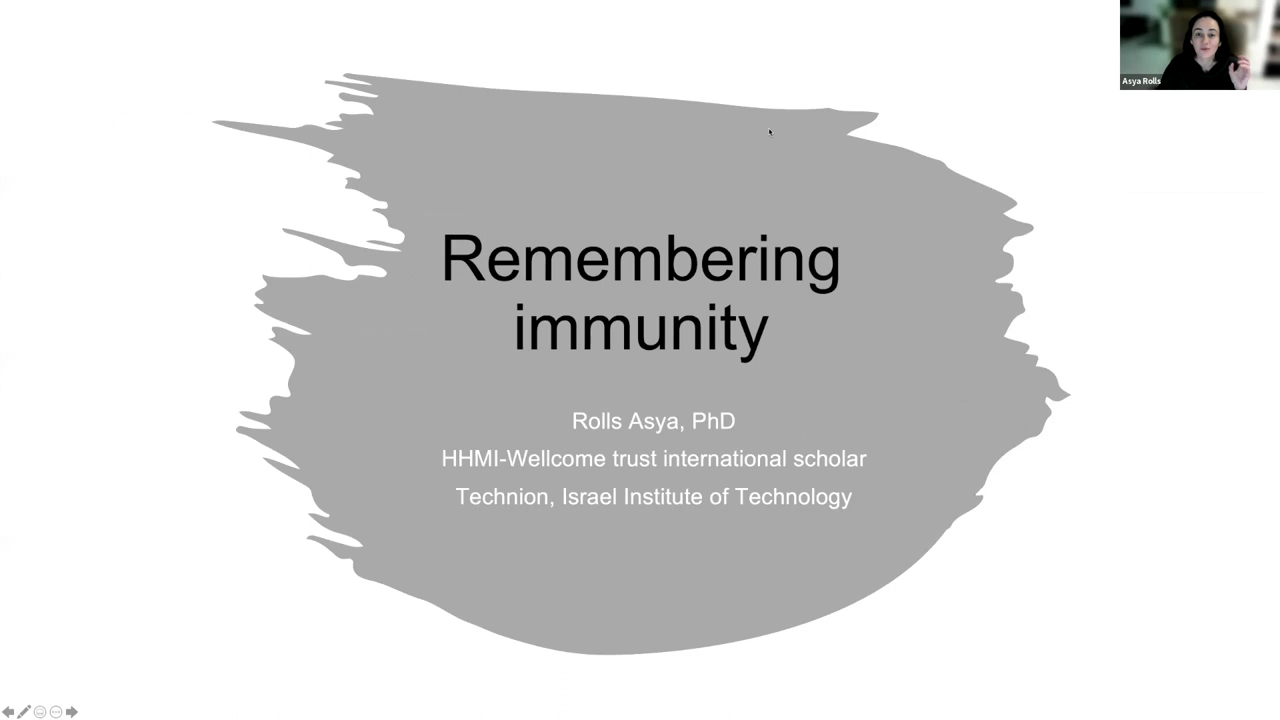 Asya Rolls
Remembering
immunity
Rolls Asya, PhD
HHMI-Wellcome trust international scholar
Technion, Israel Institute of Technology